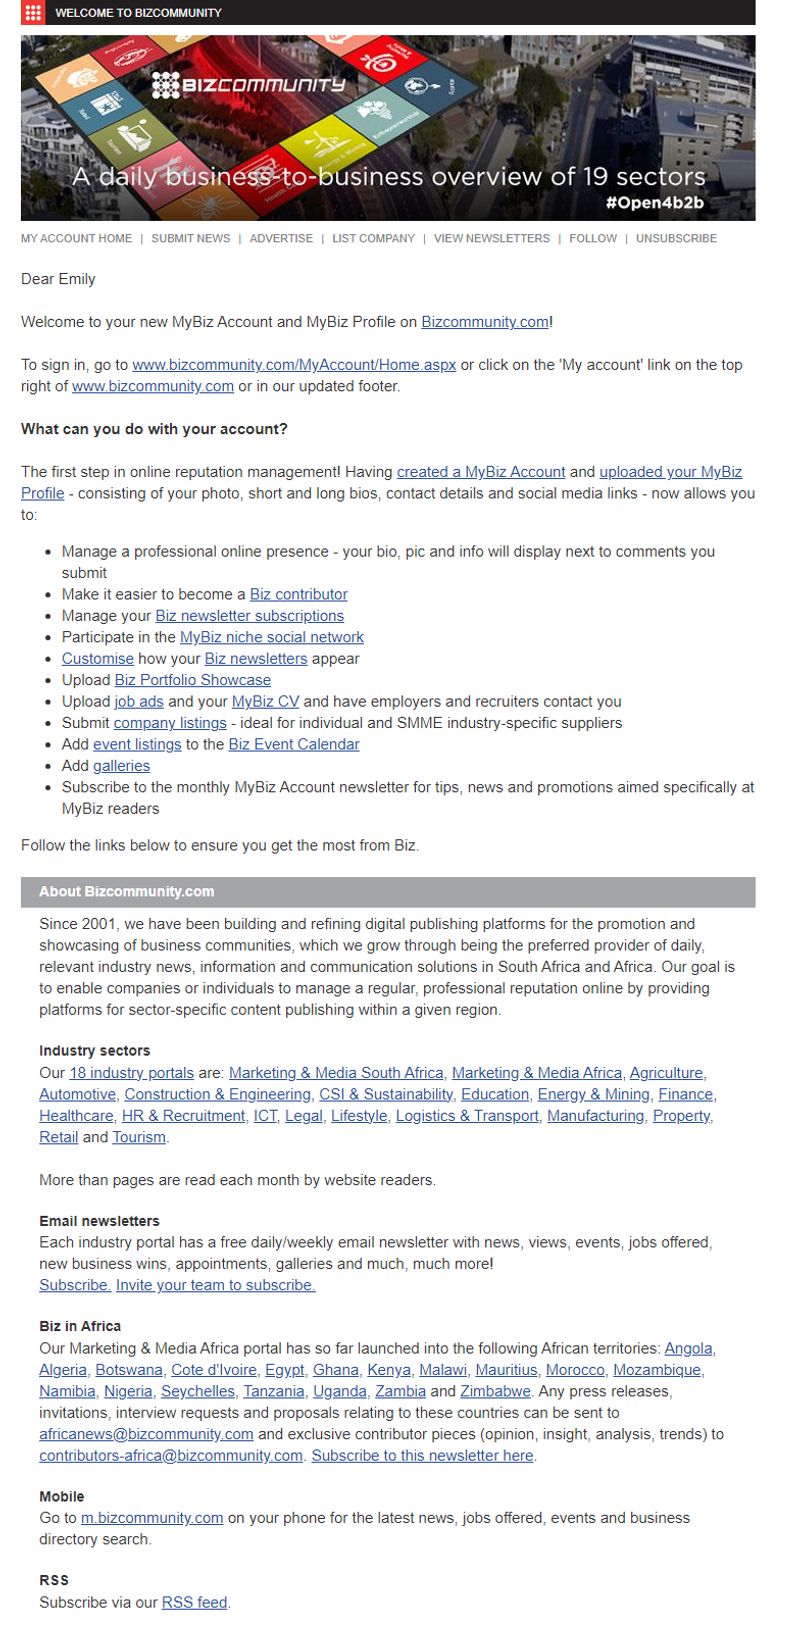 WELCOME TO BIZCOMMUNITY
BIZCOMMUNITY
Retail
Tourism
Energy & Mining
Entrepreneurship
A daily business-to-business overview of 19 sectors
#Open4b2b
MY ACCOUNT HOME | SUBMIT NEWS | ADVERTISE | LIST COMPANY | VIEW NEWSLETTERS | FOLLOW | UNSUBSCRIBE
Dear Emily
Welcome to your new MyBiz Account and MyBiz Profile on Bizcommunity.com!
To sign in, go to www.bizcommunity.com/MyAccount/Home.aspx or click on the 'My account' link on the top
right of www.bizcommunity.com or in our updated footer.
What can you do with your account?
The first step in online reputation management! Having created a MyBiz Account and uploaded your MyBiz
Profile - consisting of your photo, short and long bios, contact details and social media links - now allows you
to:
• Manage a professional online presence - your bio, pic and info will display next to comments you
submit
• Make it easier to become a Biz contributor
• Manage your Biz newsletter subscriptions
• Participate in the MyBiz niche social network
• Customise how your Biz newsletters appear
• Upload Biz Portfolio Showcase
• Upload job ads and your MyBiz CV and have employers and recruiters contact you
• Submit company listings - ideal for individual and SMME industry-specific suppliers
• Add event listings to the Biz Event Calendar
• Add galleries
• Subscribe to the monthly MyBiz Account newsletter for tips, news and promotions aimed specifically at
MyBiz readers
Follow the links below to ensure you get the most from Biz.
About Bizcommunity.com
Since 2001, we have been building and refining digital publishing platforms for the promotion and
showcasing of business communities, which we grow through being the preferred provider of daily,
relevant industry news, information and communication solutions in South Africa and Africa. Our goal is
to enable companies or individuals to manage a regular, professional reputation online by providing
platforms for sector-specific content publishing within a given region.
Industry sectors
Our 18 industry portals are: Marketing & Media South Africa, Marketing & Media Africa, Agriculture,
Automotive, Construction & Engineering, CSI & Sustainability, Education, Energy & Mining, Finance,
Healthcare, HR & Recruitment, ICT, Legal, Lifestyle, Logistics & Transport, Manufacturing, Property,
Retail and Tourism.
More than pages are read each month by website readers.
Email newsletters
Each industry portal has a free daily/weekly email newsletter with news, views, events, jobs offered,
new business wins, appointments, galleries and much, much more!
Subscribe. Invite your team to subscribe.
Biz in Africa
Our Marketing & Media Africa portal has so far launched into the following African territories: Angola,
Algeria, Botswana, Cote d'Ivoire, Egypt, Ghana, Kenya, Malawi, Mauritius, Morocco, Mozambique,
Namibia, Nigeria, Seychelles, Tanzania, Uganda, Zambia and Zimbabwe. Any press releases,
invitations, interview requests and proposals relating to these countries can be sent to
africanews@bizcommunity.com and exclusive contributor pieces (opinion, insight, analysis, trends) to
contributors-africa@bizcommunity.com. Subscribe to this newsletter here.
Mobile
Go to m.bizcommunity.com on your phone for the latest news, jobs offered, events and business
directory search.
RSS
Subscribe via our RSS feed.